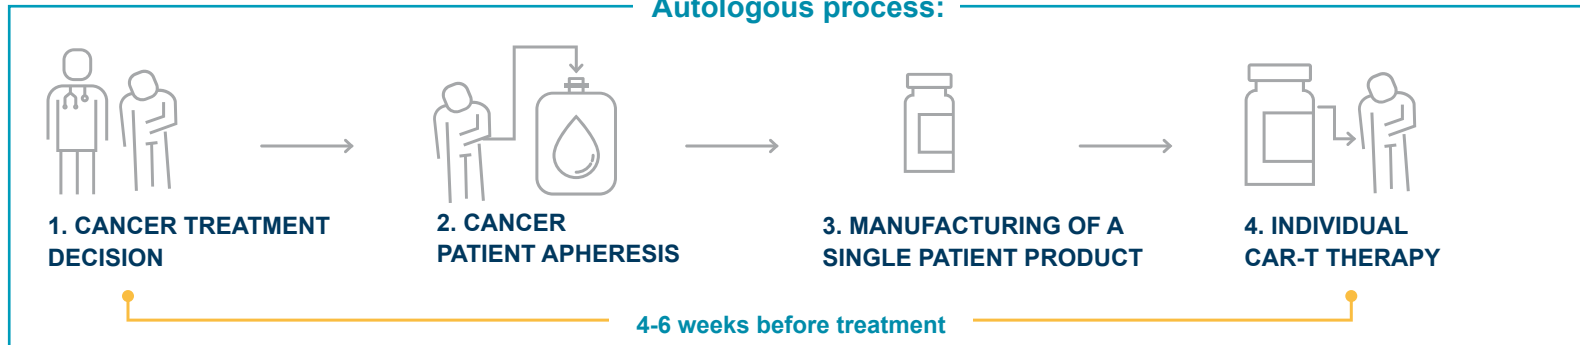 Autologous process:
1. CANCER TREATMENT
DECISION
2. CANCER
PATIENT APHERESIS
3. MANUFACTURING OF A
SINGLE PATIENT PRODUCT
4. INDIVIDUAL
CAR-T THERAPY
4-6 weeks before treatment